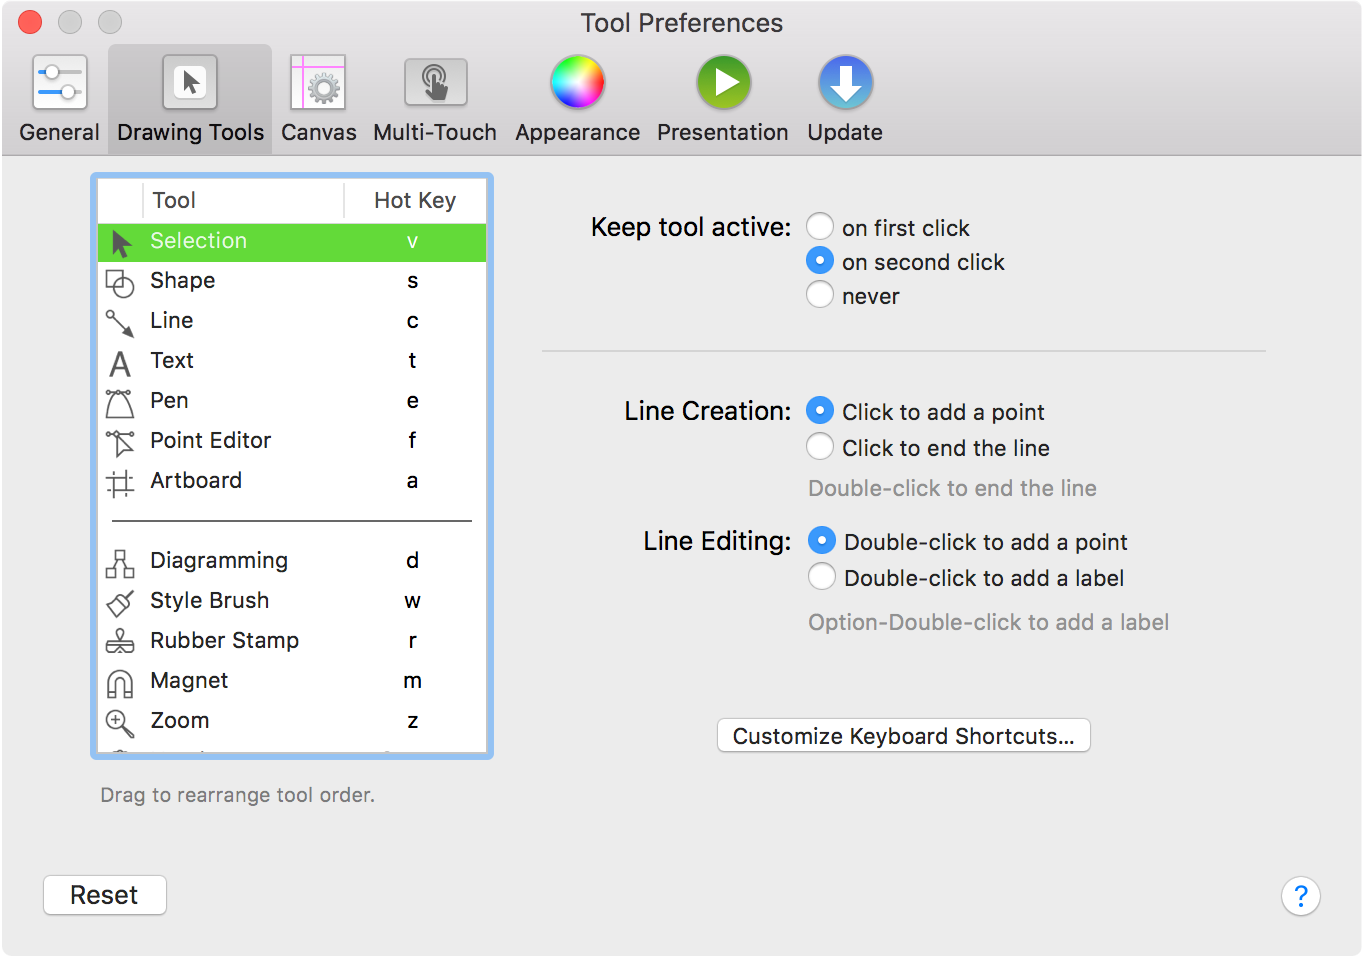 Tool Preferences
General
Drawing Tools
Canvas
Multi-Touch
Appearance
Presentation
Update
Tool Hot Key
Selection v
Shape s
Line c
Text t
Pen e
Point Editor f
Artboard a
Diagramming d
Style Brush w
Rubber Stamp r
Magnet m
Zoom z
Drag to rearrange tool order.
Keep tool active: on first click
on second click
never
Line Creation: Click to add a point
Click to end the line
Double-click to end the line
Line Editing: Double-click to add a point
Double-click to add a label
Option-Double-click to add a label
Customize Keyboard Shortcuts...
Reset
?